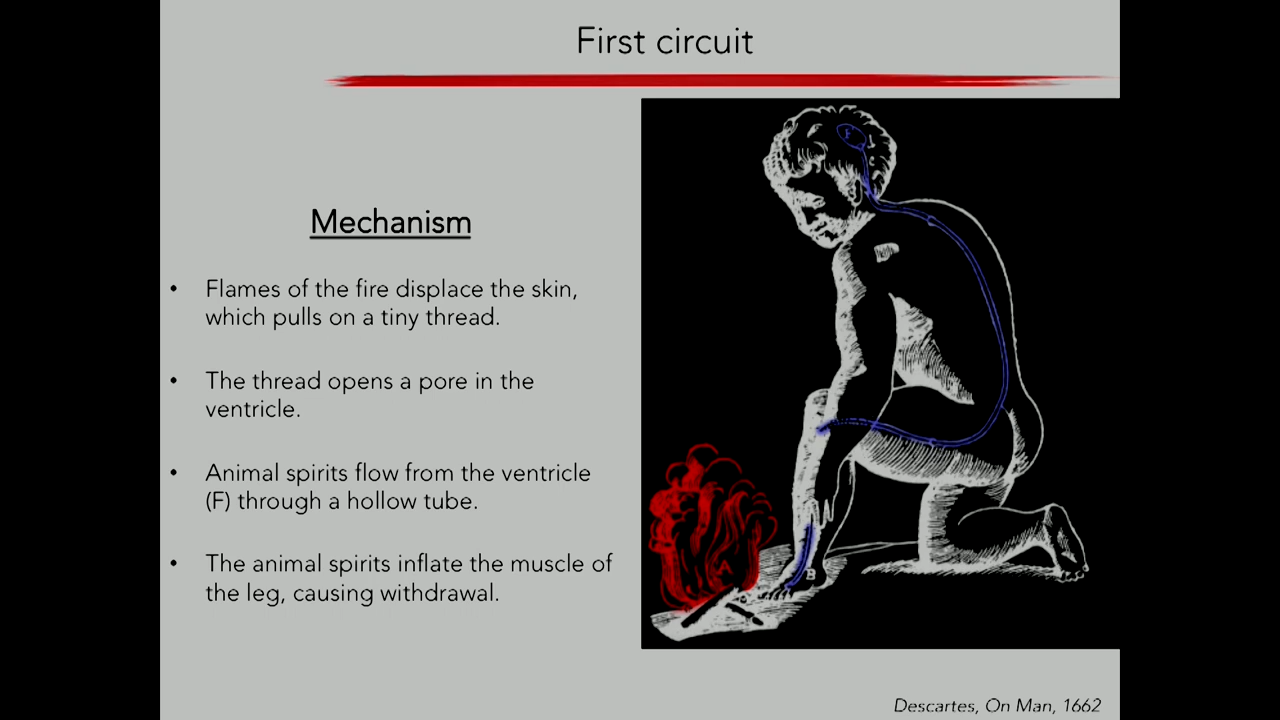 First circuit
Mechanism
• Flames of the fire displace the skin,
which pulls on a tiny thread.
• The thread opens a pore in the
ventricle.
• Animal spirits flow from the ventricle
(F) through a hollow tube.
• The animal spirits inflate the muscle of
the leg, causing withdrawal.
F
A
B
Descartes, On Man, 1662